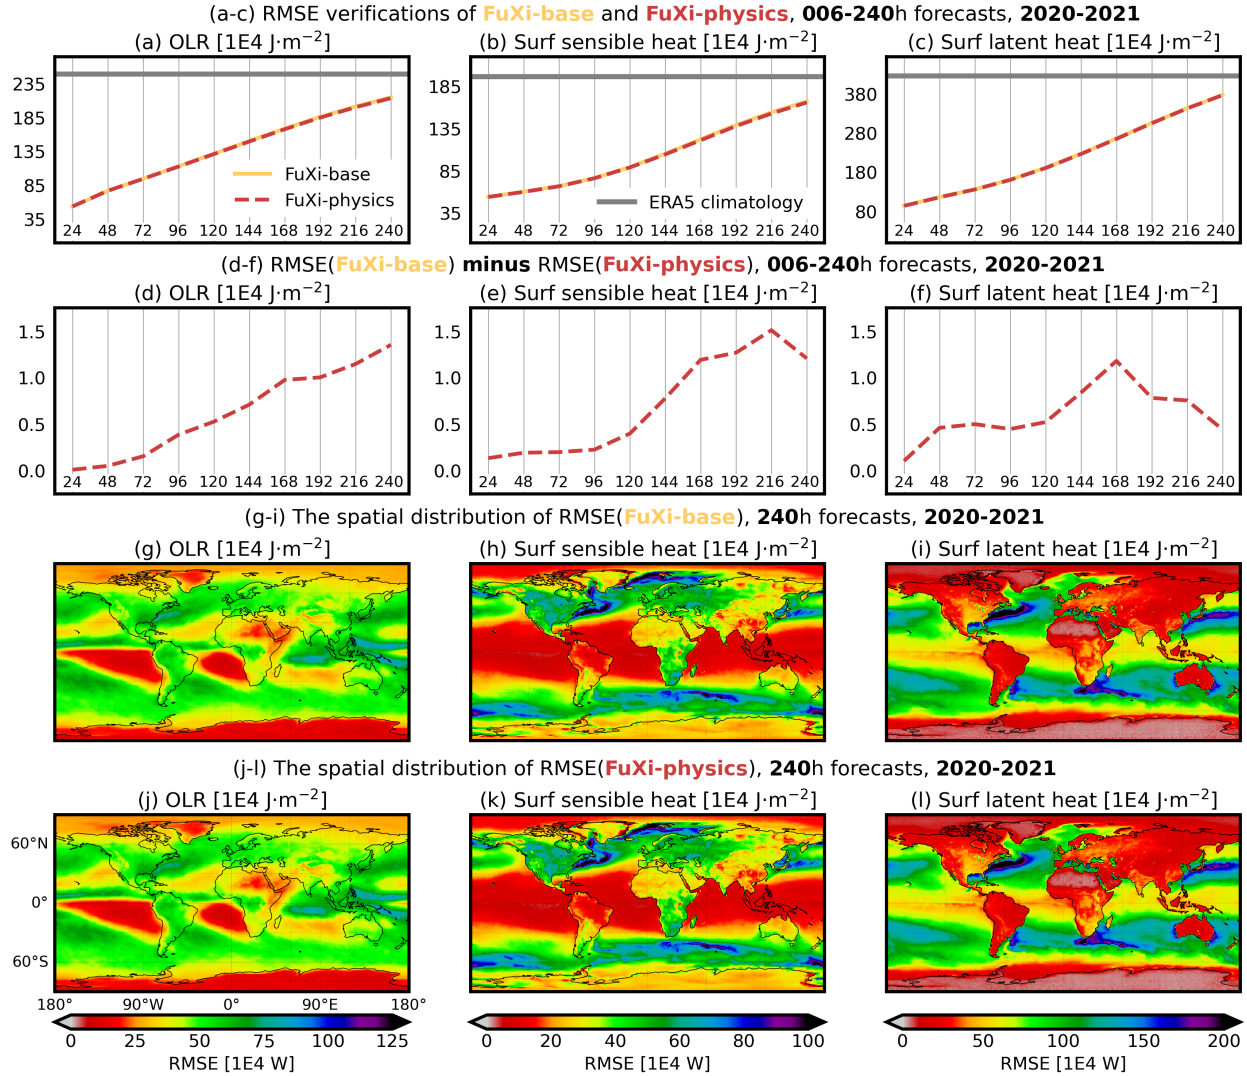 (a-c) RMSE verifications of FuXi-base and FuXi-physics, 006-240h forecasts, 2020-2021
(a) OLR [1E4 J·m⁻²]
(b) Surf sensible heat [1E4 J·m⁻²]
(c) Surf latent heat [1E4 J·m⁻²]
235
185
135
85
35
FuXi-base
FuXi-physics
24 48 72 96 120 144 168 192 216 240
185
135
85
35
ERA5 climatology
24 48 72 96 120 144 168 192 216 240
380
280
180
80
24 48 72 96 120 144 168 192 216 240
(d-f) RMSE(FuXi-base) minus RMSE(FuXi-physics), 006-240h forecasts, 2020-2021
(d) OLR [1E4 J·m⁻²]
(e) Surf sensible heat [1E4 J·m⁻²]
(f) Surf latent heat [1E4 J·m⁻²]
1.5
1.0
0.5
0.0
24 48 72 96 120 144 168 192 216 240
1.5
1.0
0.5
0.0
24 48 72 96 120 144 168 192 216 240
1.5
1.0
0.5
0.0
24 48 72 96 120 144 168 192 216 240
(g-i) The spatial distribution of RMSE(FuXi-base), 240h forecasts, 2020-2021
(g) OLR [1E4 J·m⁻²]
(h) Surf sensible heat [1E4 J·m⁻²]
(i) Surf latent heat [1E4 J·m⁻²]
(j-l) The spatial distribution of RMSE(FuXi-physics), 240h forecasts, 2020-2021
(j) OLR [1E4 J·m⁻²]
(k) Surf sensible heat [1E4 J·m⁻²]
(l) Surf latent heat [1E4 J·m⁻²]
60°N
0°
60°S
180° 90°W 0° 90°E 180°
0 25 50 75 100 125
RMSE [1E4 W]
0 20 40 60 80 100
RMSE [1E4 W]
0 50 100 150 200
RMSE [1E4 W]